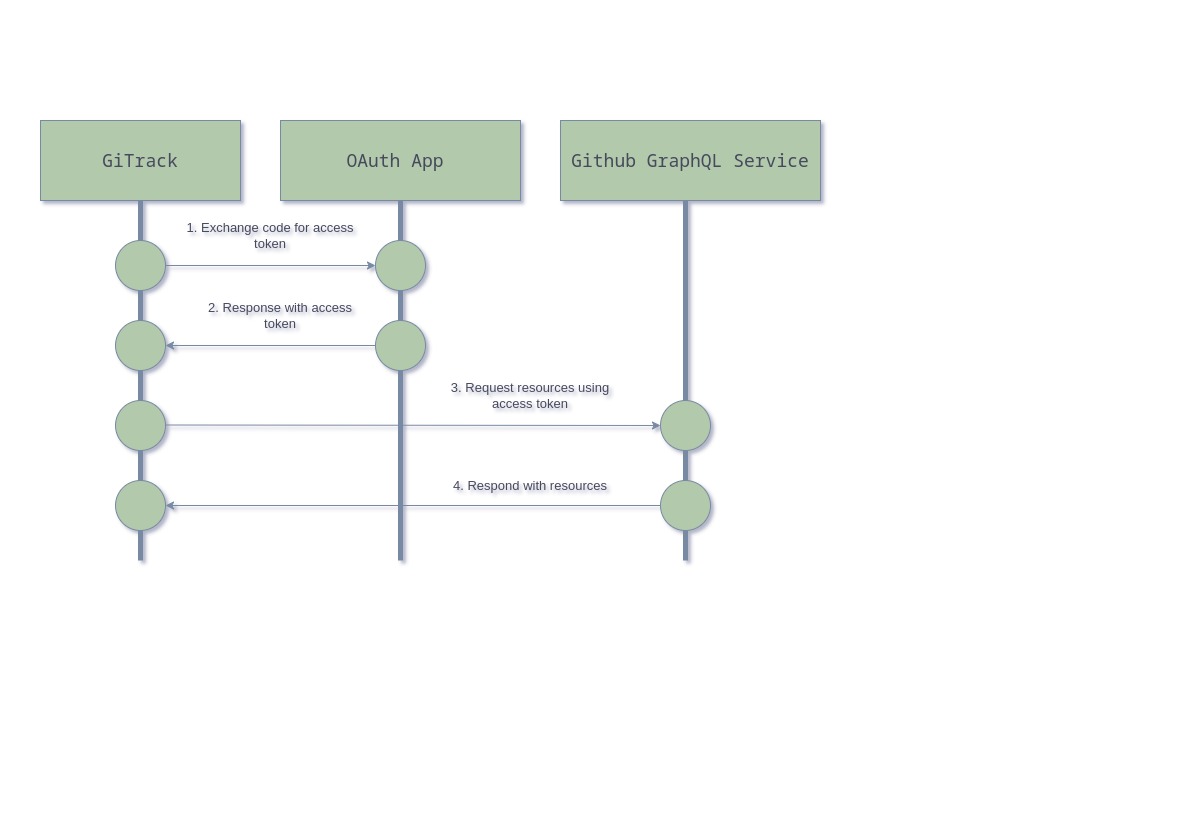 GiTrack
OAuth App
Github GraphQL Service
1. Exchange code for access
token
2. Response with access
token
3. Request resources using
access token
4. Respond with resources